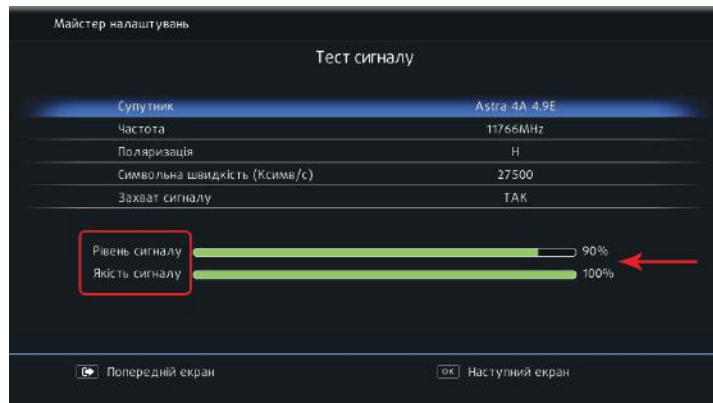 Майстер налаштувань
Тест сигналу
Супутник Astra 4A 4.9E
Частота 11766MHz
Поляризація H
Символьна швидкість (Ксимв/с) 27500
Захват сигналу ТАК
Рівень сигналу 90%
Якість сигналу 100%
Попередній екран OK Наступний екран